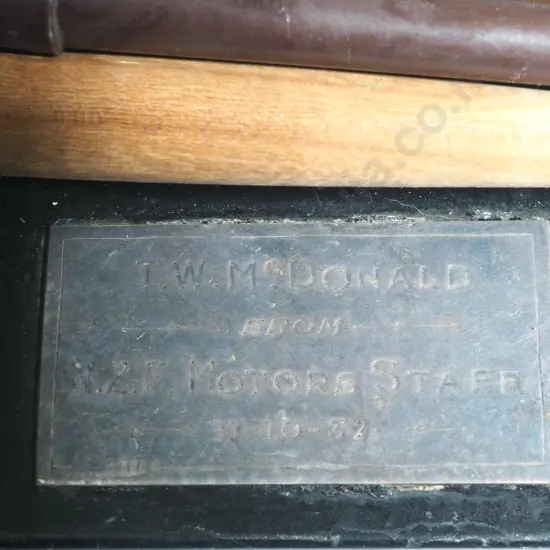 T. W. McDONALD
FROM
N.Z.F. MOTORS STAFF